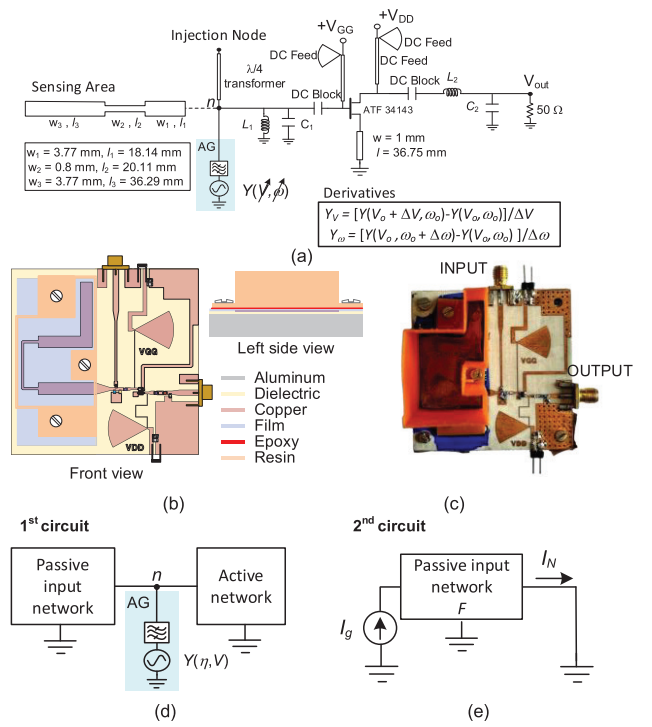 +V_DD
+V_GG
DC Feed
DC Feed
DC Feed
Injection Node
λ/4
transformer
DC Block
L_2
V_out
DC Block
Sensing Area
n
ATF 34143
C_2
50 Ω
w_3 , l_3
w_2 , l_2
w_1 , l_1
L_1
C_1
AG
w = 1 mm
l = 36.75 mm
w_1 = 3.77 mm, l_1 = 18.14 mm
w_2 = 0.8 mm, l_2 = 20.11 mm
w_3 = 3.77 mm, l_3 = 36.29 mm
Y(V, ω)
Derivatives
Y_V = [Y(V_o + ΔV, ω_o)-Y(V_o, ω_o)]/ΔV
Y_ω = [Y(V_o , ω_o + Δω)-Y(V_o, ω_o) ]/Δω
(a)
VGG
VDD
Front view
(b)
Left side view
Aluminum
Dielectric
Copper
Film
Epoxy
Resin
INPUT
OUTPUT
VGG
VDD
(c)
1st circuit
Passive
input
network
n
Active
network
AG
Y(η,V)
(d)
2nd circuit
Passive input
network
F
I_N
I_g
(e)